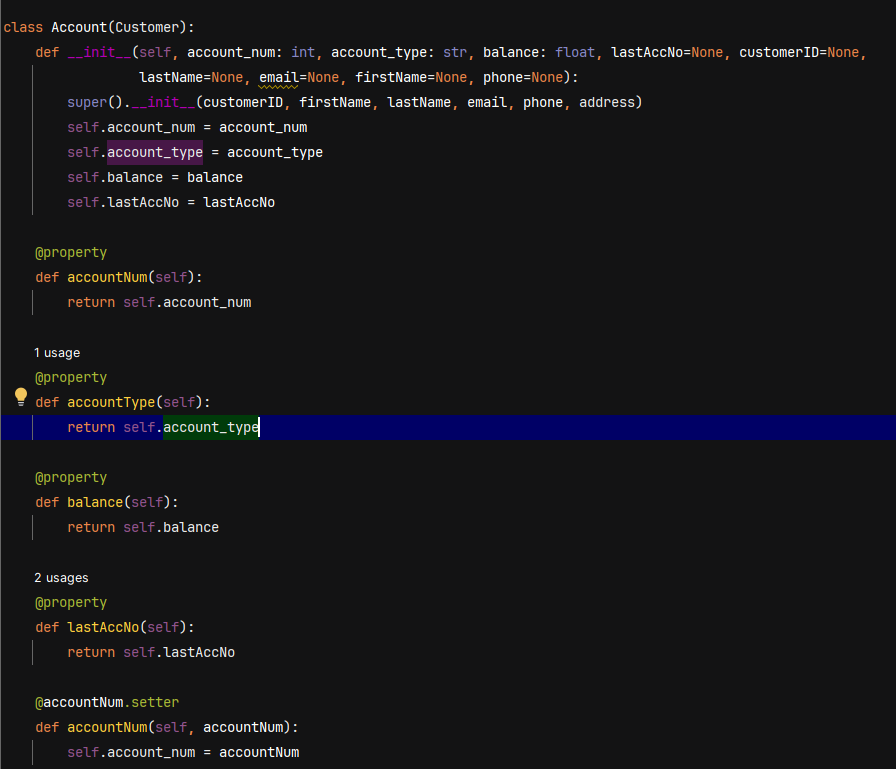 class Account(Customer):
    def __init__(self, account_num: int, account_type: str, balance: float, lastAccNo=None, customerID=None,
                 lastName=None, email=None, firstName=None, phone=None):
        super().__init__(customerID, firstName, lastName, email, phone, address)
        self.account_num = account_num
        self.account_type = account_type
        self.balance = balance
        self.lastAccNo = lastAccNo
    @property
    def accountNum(self):
        return self.account_num
    1 usage
    @property
    def accountType(self):
        return self.account_type
    @property
    def balance(self):
        return self.balance
    2 usages
    @property
    def lastAccNo(self):
        return self.lastAccNo
    @accountNum.setter
    def accountNum(self, accountNum):
        self.account_num = accountNum